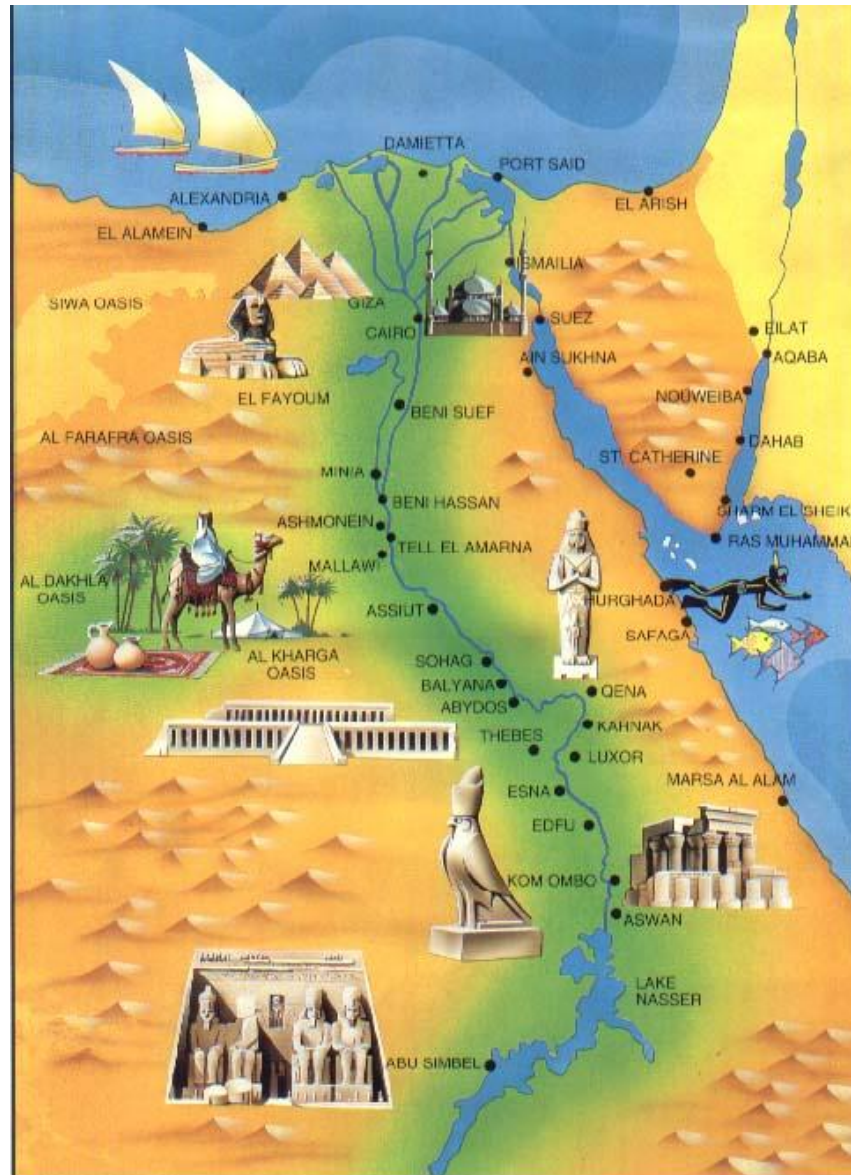 DAMIETTA
PORT SAID
ALEXANDRIA
EL ARISH
EL ALAMEIN
ISMAILIA
SIWA OASIS
GIZA
CAIRO
SUEZ
EILAT
AIN SUKHNA
AQABA
EL FAYOUM
NOUWEIBA
BENI SUEF
AL FARAFRA OASIS
DAHAB
ST. CATHERINE
MINIA
BENI HASSAN
SHARM EL SHEIK
ASHMONEIN
TELL EL AMARNA
RAS MUHAMMAD
MALLAWI
AL DAKHLA
OASIS
HURGHADA
ASSIUT
SAFAGA
AL KHARGA
OASIS
SOHAG
BALYANA
QENA
ABYDOS
KARNAK
THEBES
LUXOR
MARSA AL ALAM
ESNA
EDFU
KOM OMBO
ASWAN
LAKE
NASSER
ABU SIMBEL